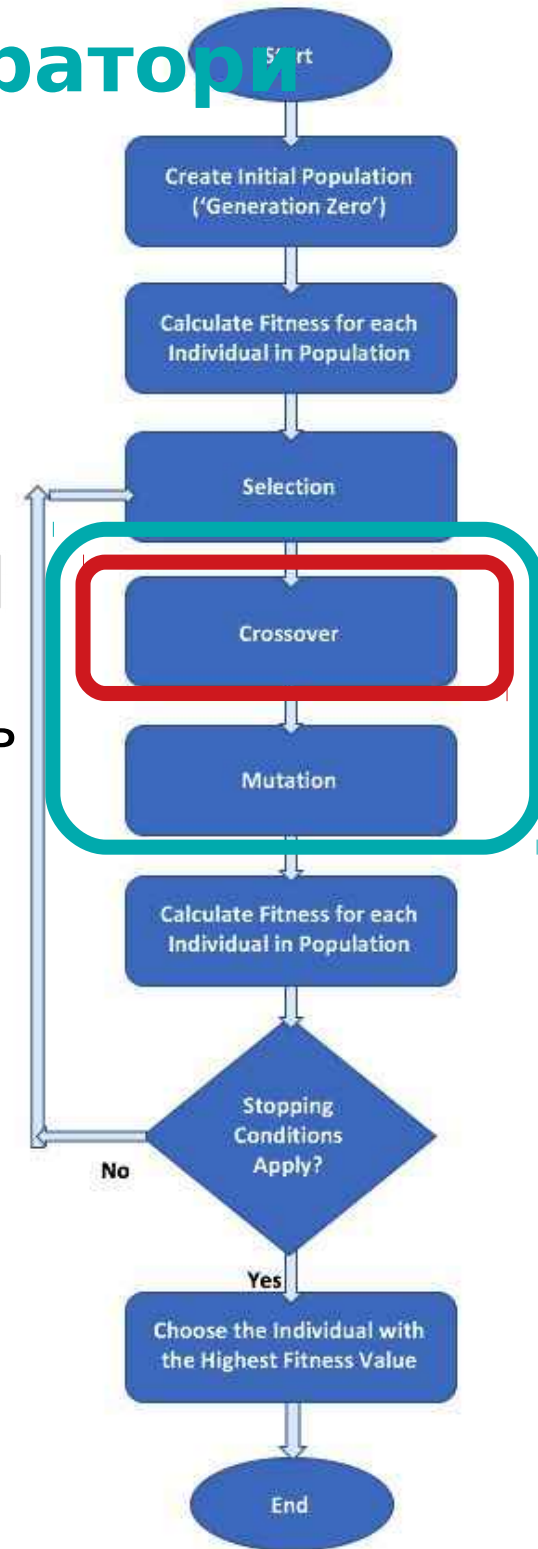 ратори
Start
Create Initial Population
('Generation Zero')
Calculate Fitness for each
Individual in Population
Selection
Crossover
ь
Mutation
Calculate Fitness for each
Individual in Population
Stopping
Conditions
Apply?
No
Yes
Choose the Individual with
the Highest Fitness Value
End